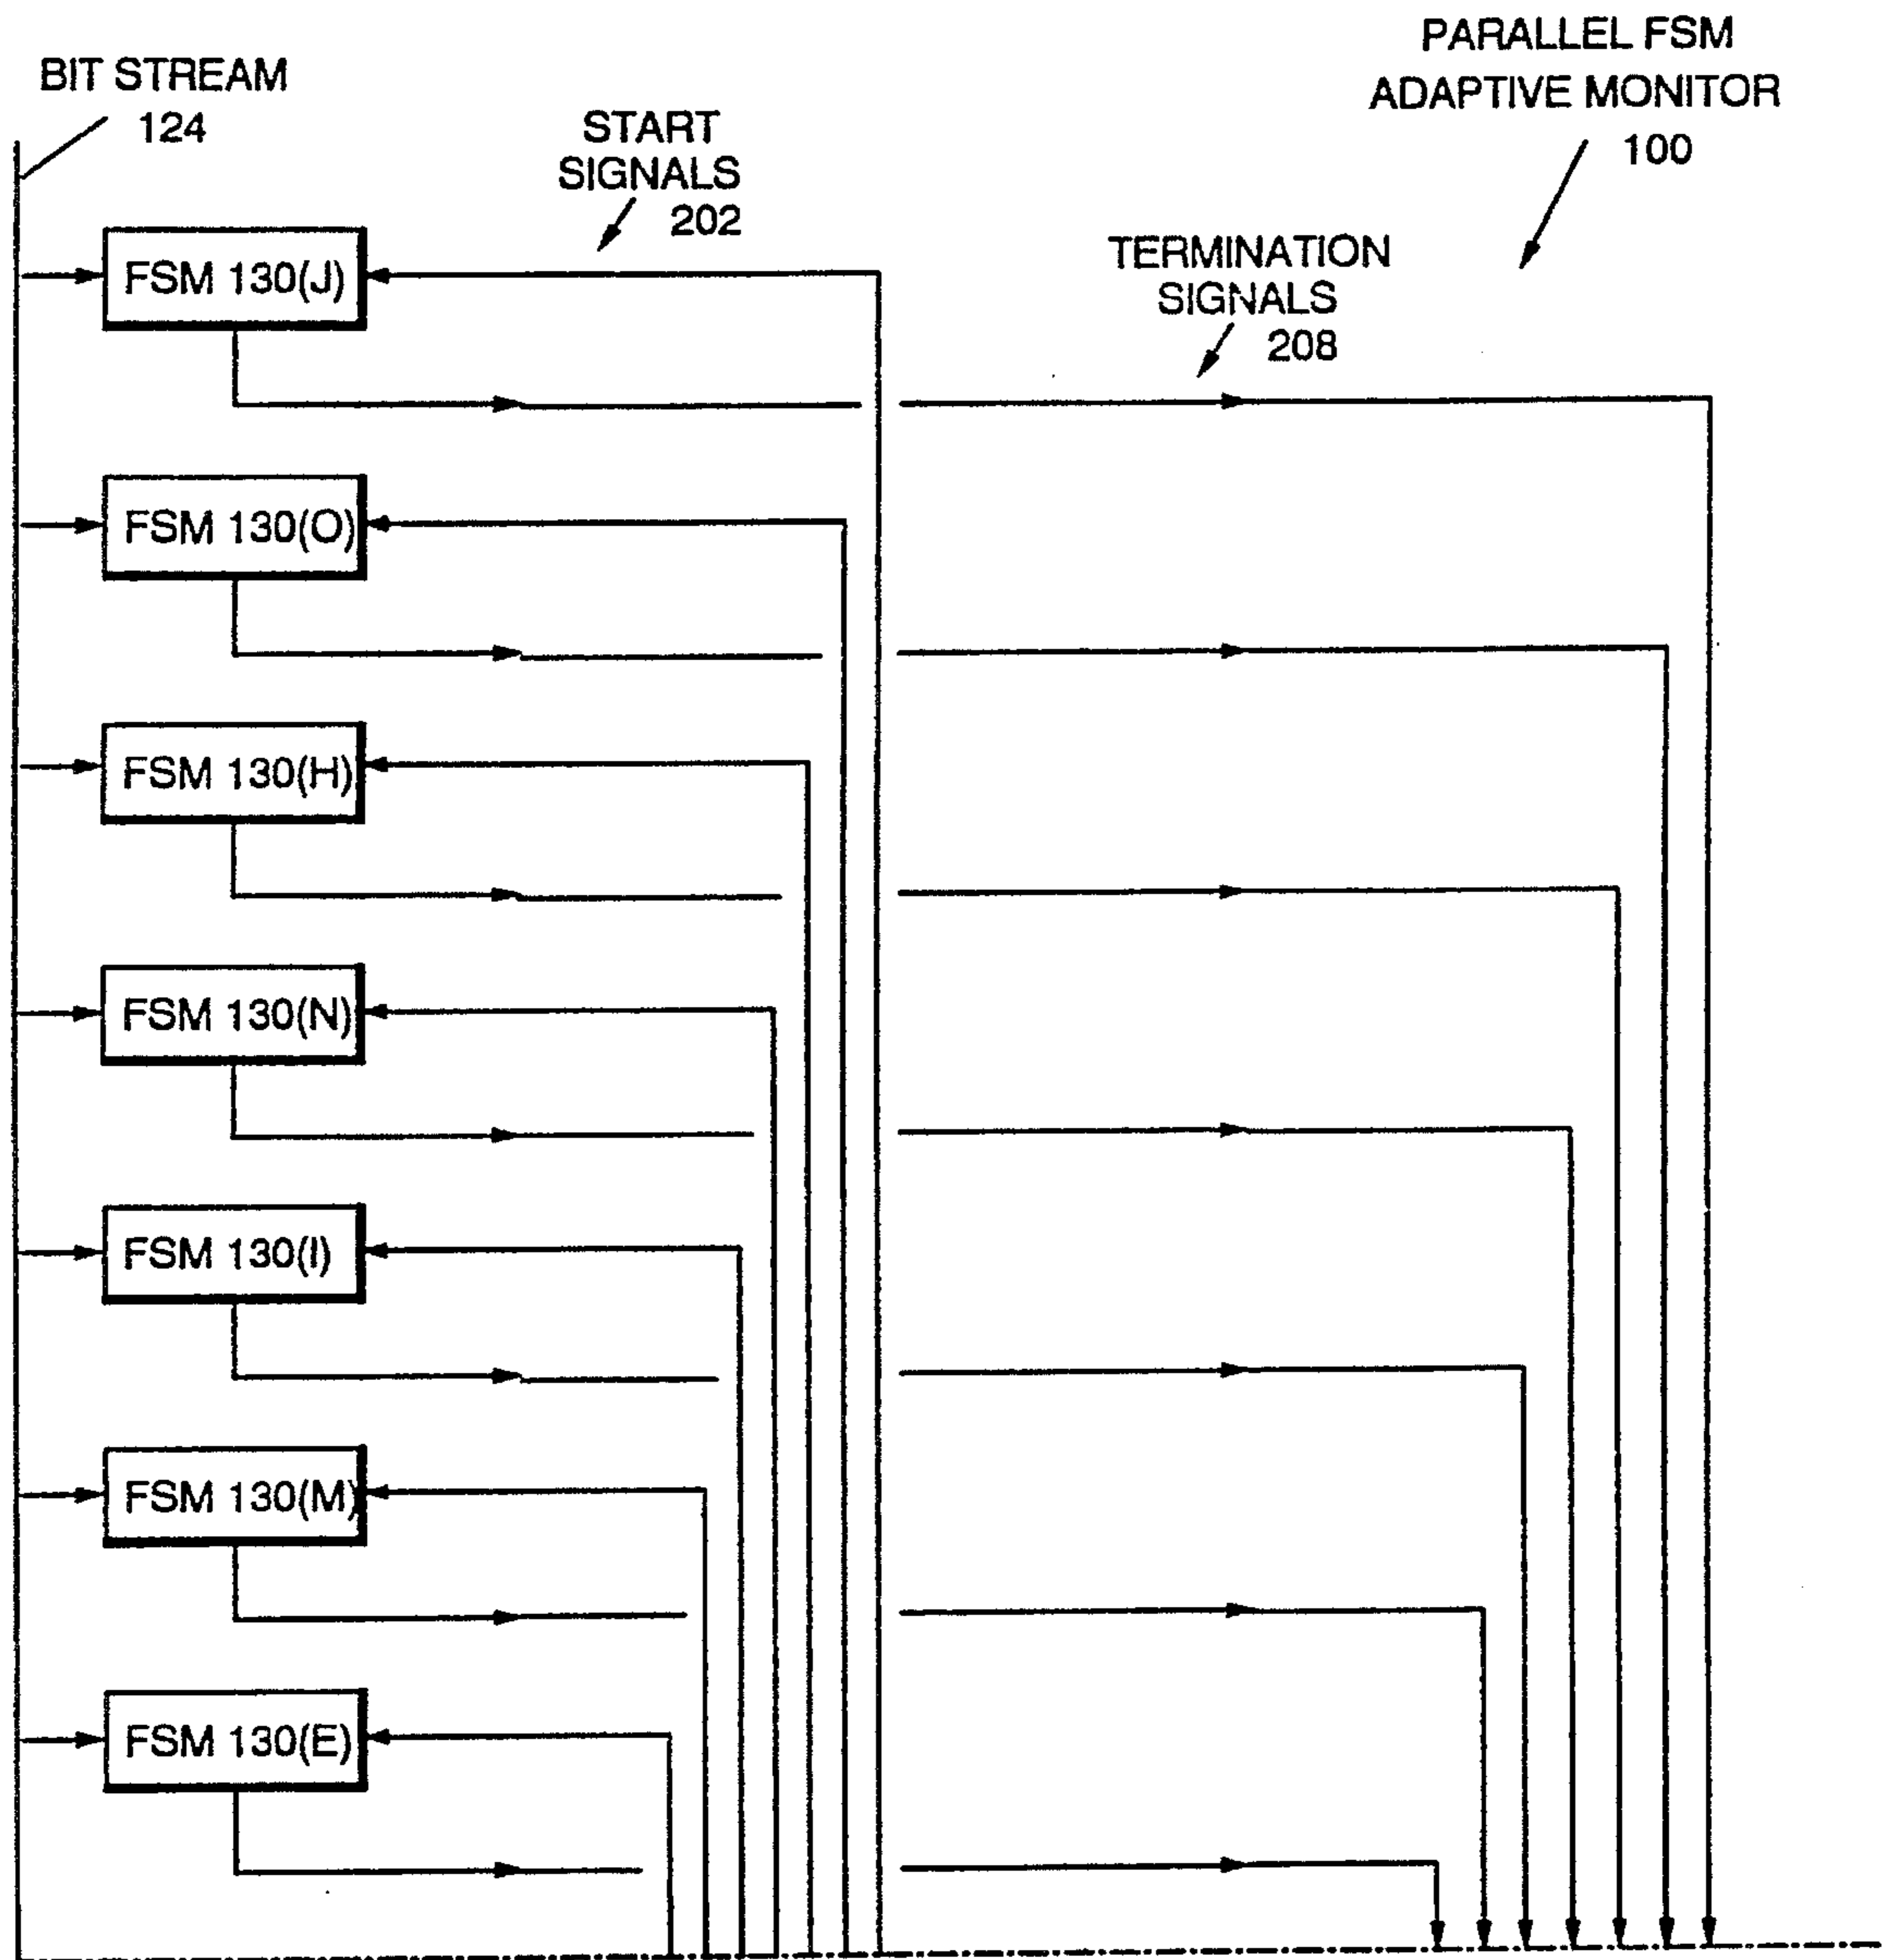 PARALLEL FSM
ADAPTIVE MONITOR
100
BIT STREAM
124
START
SIGNALS
202
TERMINATION
SIGNALS
208
FSM 130(J)
FSM 130(O)
FSM 130(H)
FSM 130(N)
FSM 130(I)
FSM 130(M)
FSM 130(E)